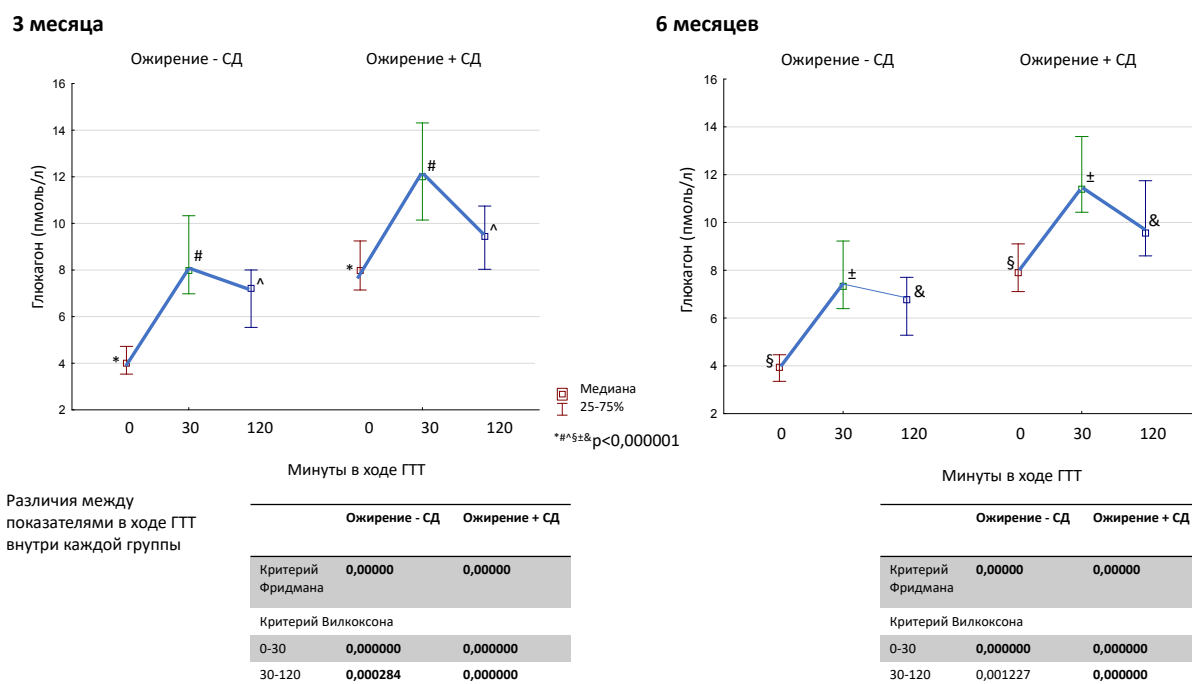 3 месяца
6 месяцев
Ожирение - СД
Ожирение + СД
Глюкагон (пмоль/л)
16
14
12
10
8
6
4
2
*
#
^
*
#
^
0
30
120
0
30
120
Минуты в ходе ГТТ
Медиана
25-75%
*#^§±&p<0,000001
Ожирение - СД
Ожирение + СД
Глюкагон (пмоль/л)
16
14
12
10
8
6
4
2
§
±
&
§
±
&
0
30
120
0
30
120
Минуты в ходе ГТТ
Различия между
показателями в ходе ГТТ
внутри каждой группы
Ожирение - СД Ожирение + СД
Критерий 0,00000 0,00000
Фридмана
Критерий Вилкоксона
0-30 0,000000 0,000000
30-120 0,000284 0,000000
Ожирение - СД Ожирение + СД
Критерий 0,00000 0,00000
Фридмана
Критерий Вилкоксона
0-30 0,000000 0,000000
30-120 0,001227 0,000000